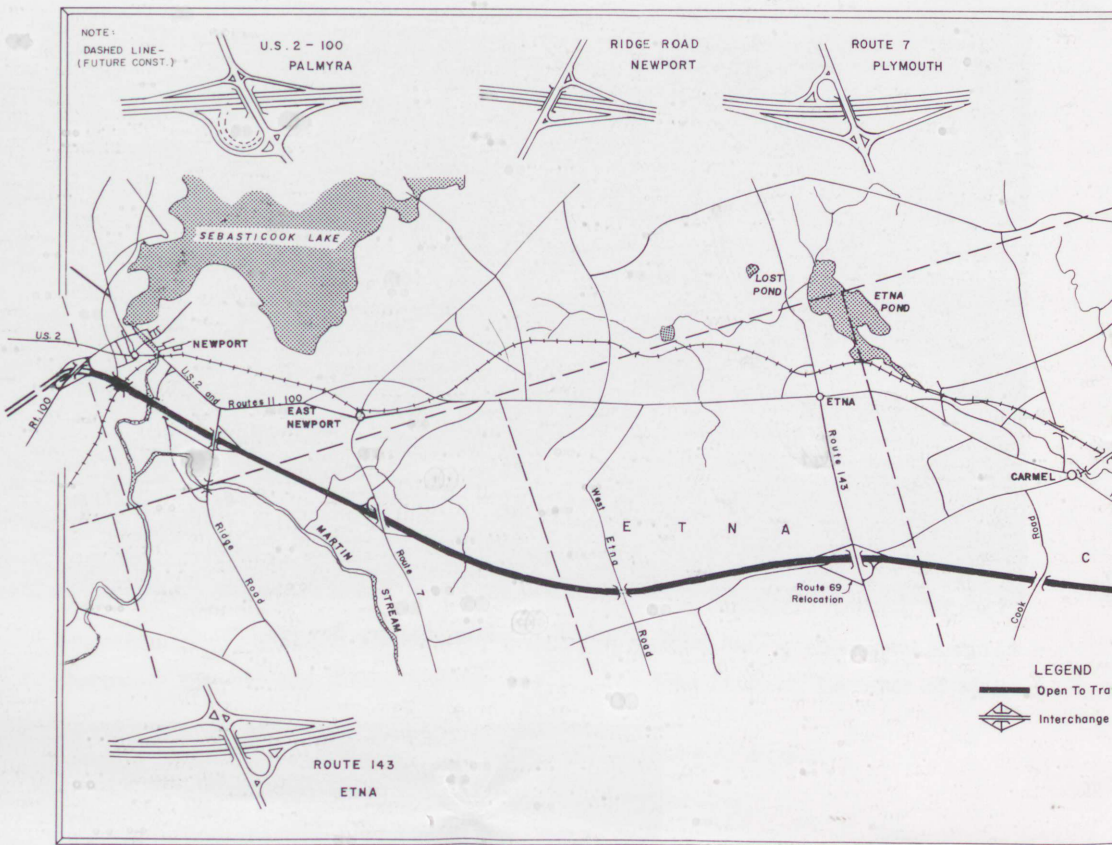 NOTE:
DASHED LINE-
(FUTURE CONST.)
U.S. 2 - 100
PALMYRA
RIDGE ROAD
NEWPORT
ROUTE 7
PLYMOUTH
SEBASTICOOK LAKE
LOST
POND
ETNA
POND
U.S. 2
NEWPORT
U.S. 2 and Routes 11, 100
Rt. 100
EAST
NEWPORT
ETNA
Route 143
CARMEL
West Etna Road
E T N A
Ridge Road
MARTIN STREAM
Route 7
Route 69
Relocation
Cook Road
C
LEGEND
Open To Tra
Interchange
ROUTE 143
ETNA